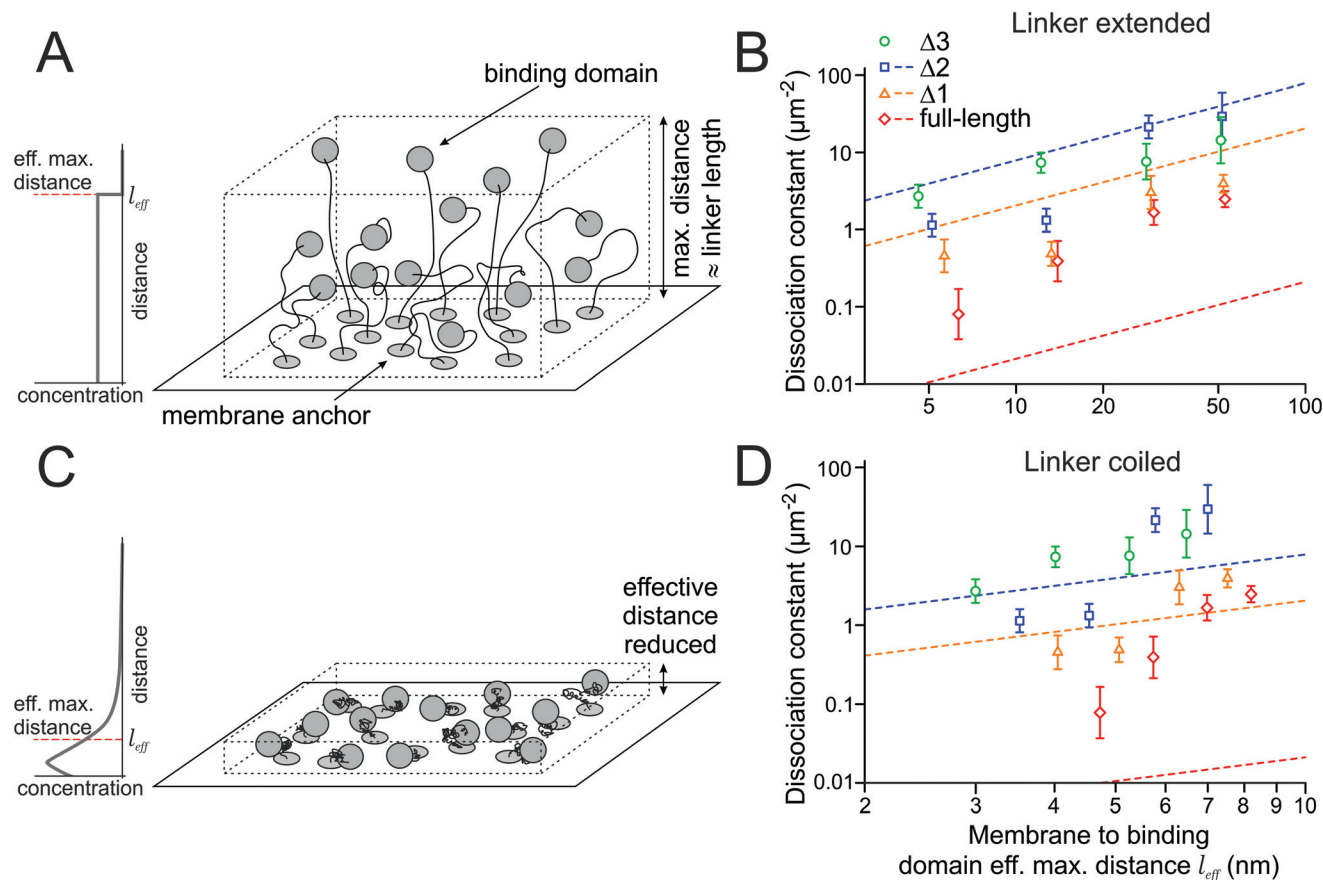 A
binding domain
eff. max.
distance
l_eff
distance
concentration
max. distance
≈ linker length
membrane anchor
B
Linker extended
Δ3
Δ2
Δ1
full-length
Dissociation constant (μm⁻²)
100
10
1
0.1
0.01
5
10
20
50
100
C
distance
eff. max.
distance
l_eff
concentration
effective
distance
reduced
D
Linker coiled
Dissociation constant (μm⁻²)
100
10
1
0.1
0.01
2
3
4
5
6
7
8
9
10
Membrane to binding
domain eff. max. distance l_eff (nm)